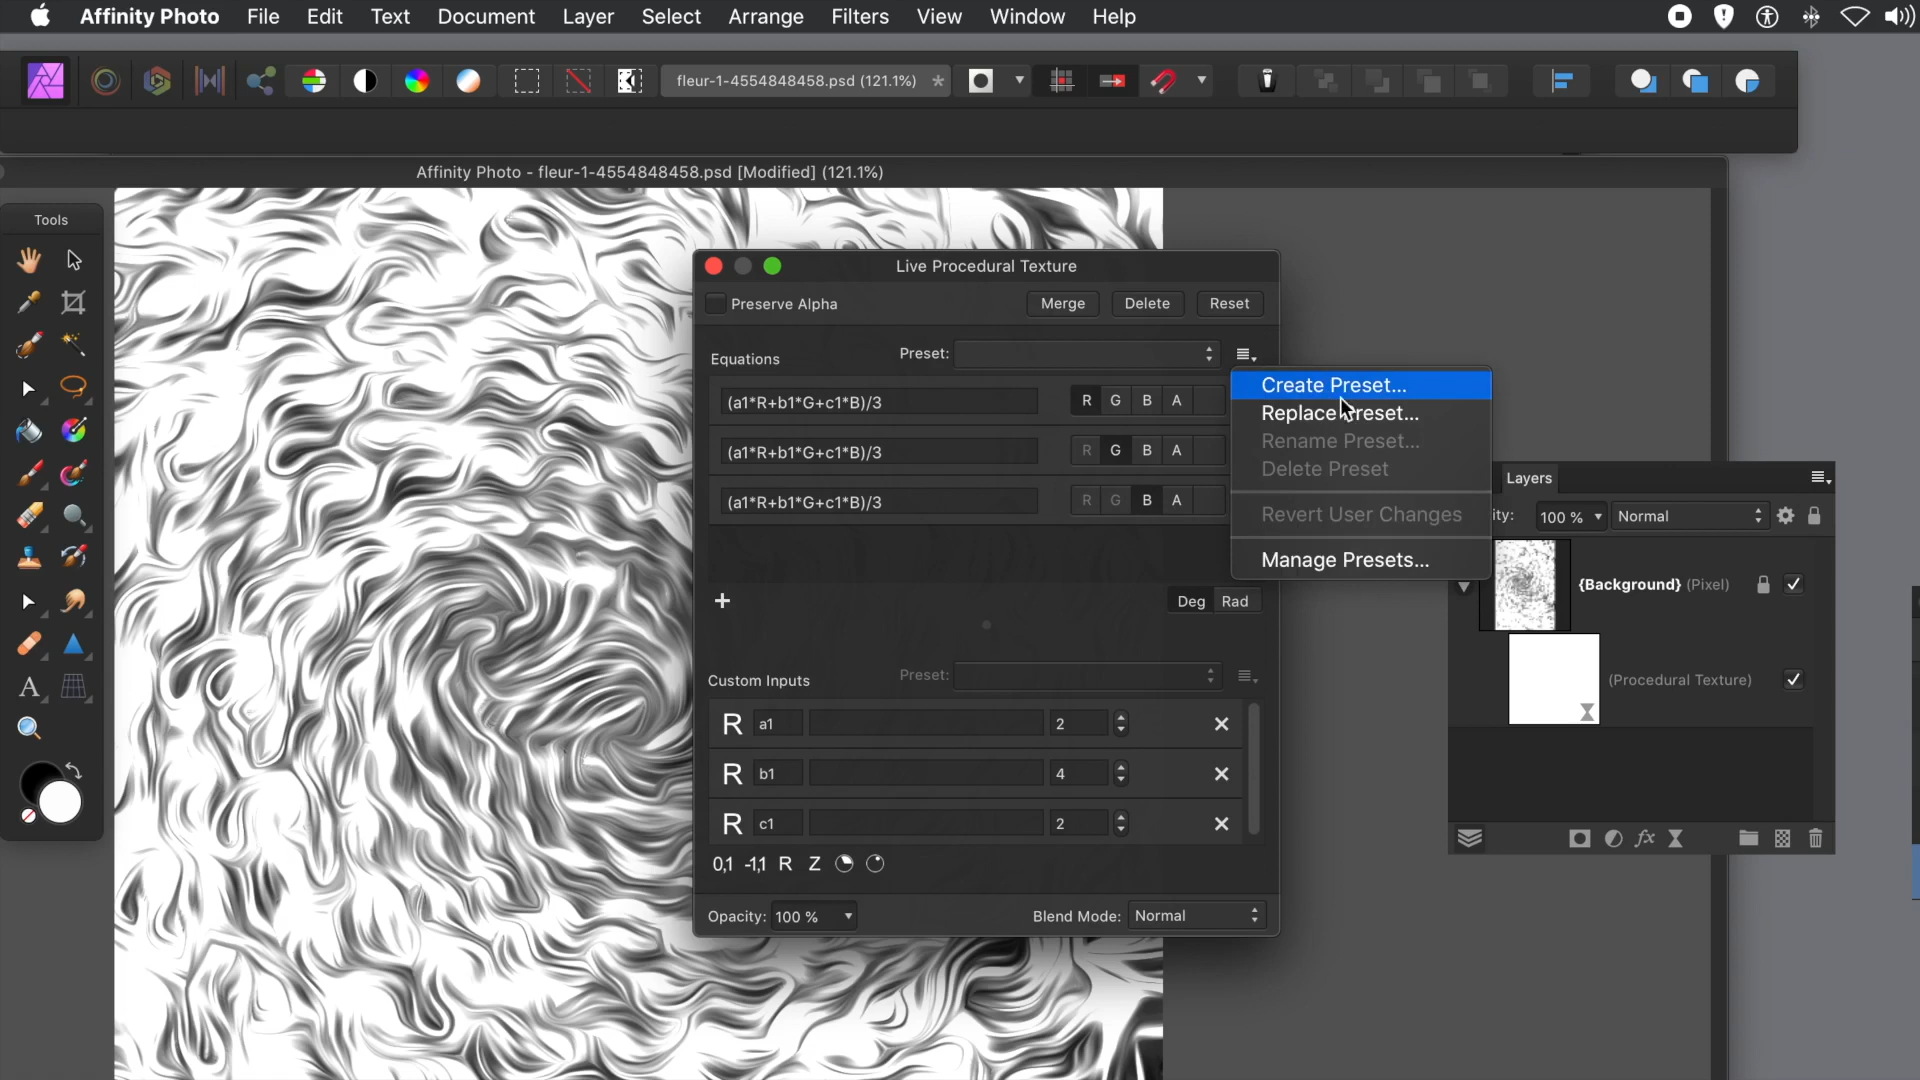 Affinity Photo File Edit Text Document Layer Select Arrange Filters View Window Help
fleur-1-4554848458.psd (121.1%) *
Affinity Photo - fleur-1-4554848458.psd [Modified] (121.1%)
Tools
Live Procedural Texture
Preserve Alpha Merge Delete Reset
Equations Preset:
(a1*R+b1*G+c1*B)/3 R G B A
(a1*R+b1*G+c1*B)/3 R G B A
(a1*R+b1*G+c1*B)/3 R G B A
+ Deg Rad
Custom Inputs Preset:
R a1 2
R b1 4
R c1 2
0,1 -1,1 R Z
Opacity: 100 % Blend Mode: Normal
Create Preset...
Replace Preset...
Rename Preset...
Delete Preset
Revert User Changes
Manage Presets...
Layers
ity: 100 % Normal
{Background} (Pixel)
(Procedural Texture)
fx